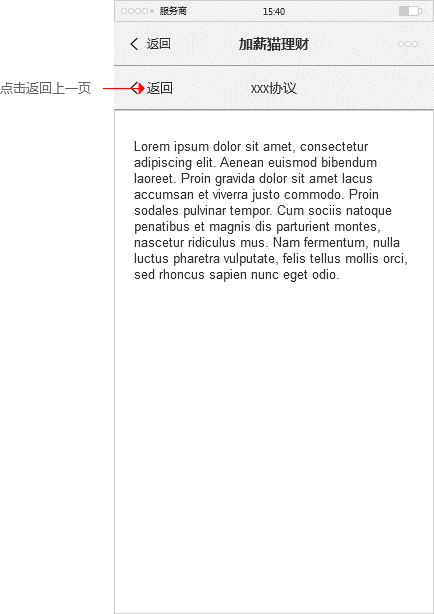 服务商 15:40
返回 加薪猫理财
点击返回上一页 返回 xxx协议
Lorem ipsum dolor sit amet, consectetur
adipiscing elit. Aenean euismod bibendum
laoreet. Proin gravida dolor sit amet lacus
accumsan et viverra justo commodo. Proin
sodales pulvinar tempor. Cum sociis natoque
penatibus et magnis dis parturient montes,
nascetur ridiculus mus. Nam fermentum, nulla
luctus pharetra vulputate, felis tellus mollis orci,
sed rhoncus sapien nunc eget odio.